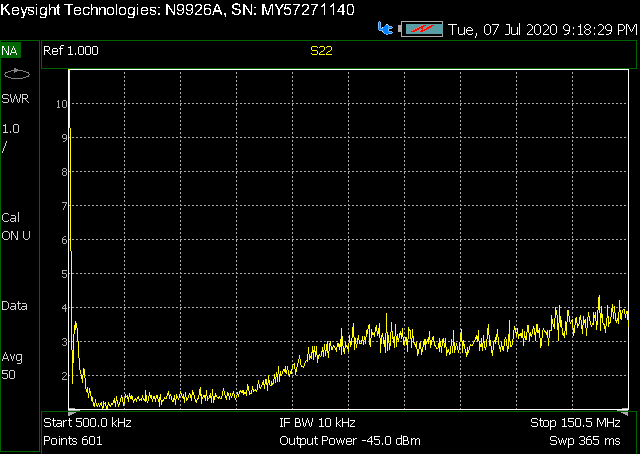 Keysight Technologies: N9926A, SN: MY57271140
Tue, 07 Jul 2020 9:18:29 PM
NA
Ref 1.000
S22
SWR
1.0
/
Cal
ON U
Data
Avg
50
10
9
8
7
6
5
4
3
2
Start 500.0 kHz
IF BW 10 kHz
Stop 150.5 MHz
Points 601
Output Power -45.0 dBm
Swp 365 ms